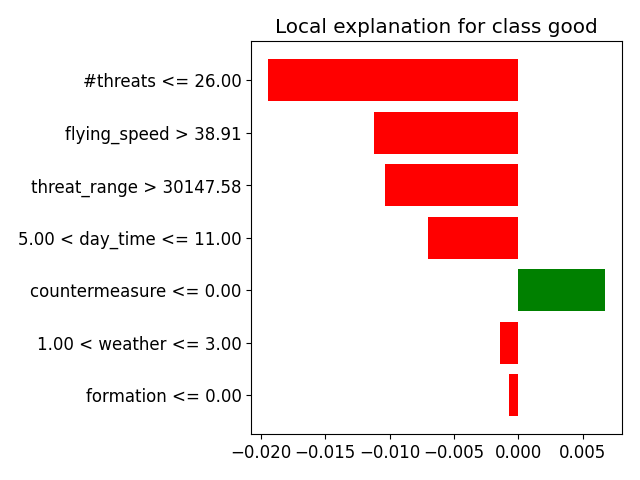 Local explanation for class good
#threats <= 26.00
flying_speed > 38.91
threat_range > 30147.58
5.00 < day_time <= 11.00
countermeasure <= 0.00
1.00 < weather <= 3.00
formation <= 0.00
−0.020 −0.015 −0.010 −0.005 0.000 0.005